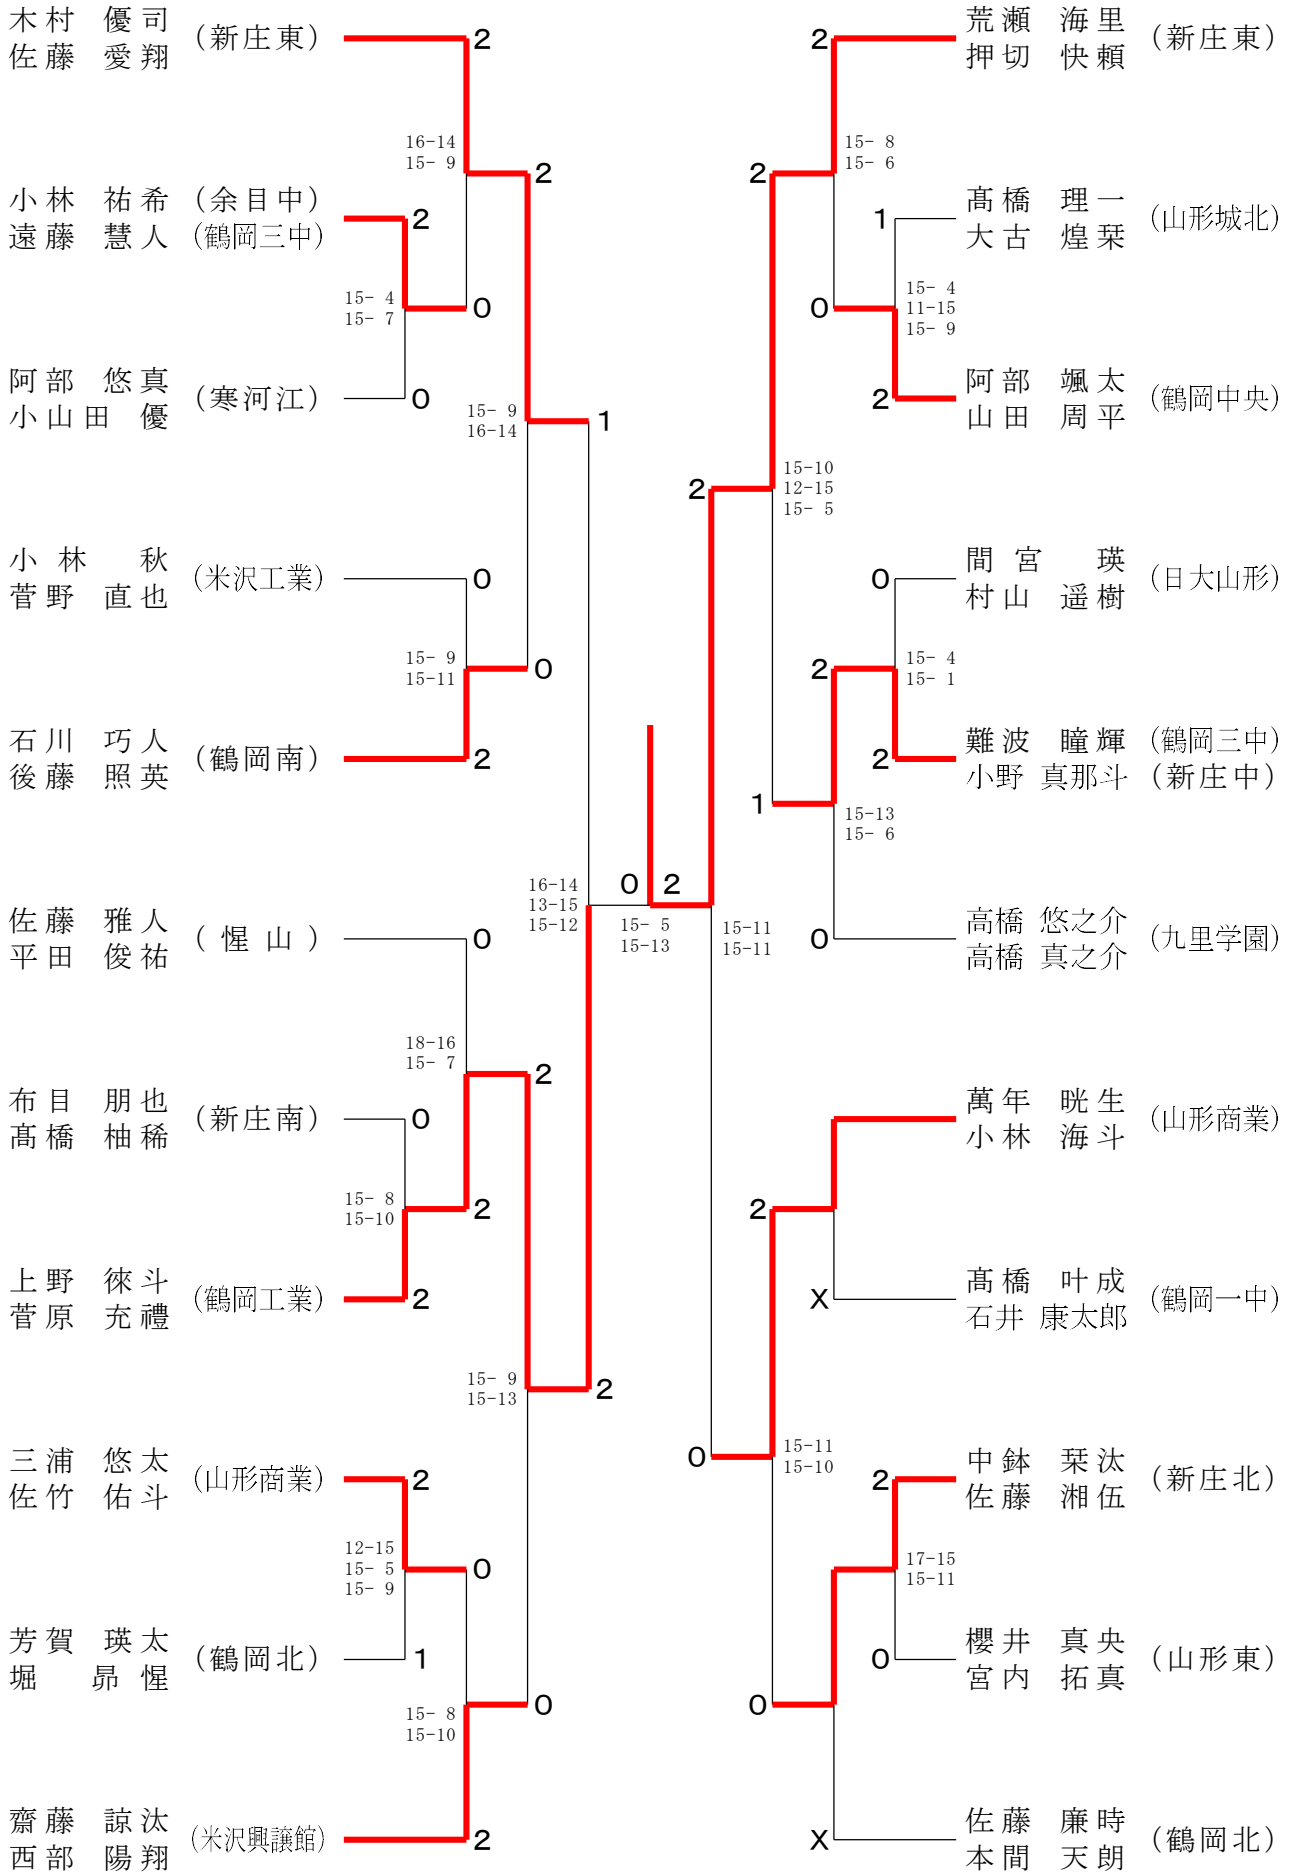 木村 優司
佐藤 愛翔
(新庄東)
2
16-14
15- 9
2
小林 祐希 (余目中)
遠藤 慧人 (鶴岡三中)
2
15- 4
15- 7
0
阿部 悠真
小山田 優
(寒河江)
0
15- 9
16-14
1
小林 秋
菅野 直也
(米沢工業)
0
15- 9
15-11
0
石川 巧人
後藤 照英
(鶴岡南)
2
16-14
13-15
15-12
佐藤 雅人
平田 俊祐
(惺山)
0
18-16
15- 7
2
布目 朋也
髙橋 柚稀
(新庄南)
0
15- 8
15-10
2
上野 徠斗
菅原 充禮
(鶴岡工業)
2
15- 9
15-13
2
三浦 悠太
佐竹 佑斗
(山形商業)
2
12-15
15- 5
15- 9
0
芳賀 瑛太
堀 昴惺
(鶴岡北)
1
15- 8
15-10
0
齋藤 諒汰
西部 陽翔
(米沢興譲館)
2
0 2
15- 5
15-13
2
荒瀬 海里
押切 快頼
(新庄東)
15- 8
15- 6
2
1
髙橋 理一
大古 煌栞
(山形城北)
15- 4
11-15
15- 9
0
2
阿部 颯太
山田 周平
(鶴岡中央)
2
15-10
12-15
15- 5
0
間宮 瑛
村山 遥樹
(日大山形)
2
15- 4
15- 1
2
難波 瞳輝 (鶴岡三中)
小野 真那斗 (新庄中)
1
15-13
15- 6
0
高橋 悠之介
高橋 真之介
(九里学園)
15-11
15-11
萬年 晄生
小林 海斗
(山形商業)
2
X
髙橋 叶成
石井 康太郎
(鶴岡一中)
0
15-11
15-10
2
中鉢 栞汰
佐藤 湘伍
(新庄北)
17-15
15-11
0
櫻井 真央
宮内 拓真
(山形東)
0
X
佐藤 廉時
本間 天朗
(鶴岡北)